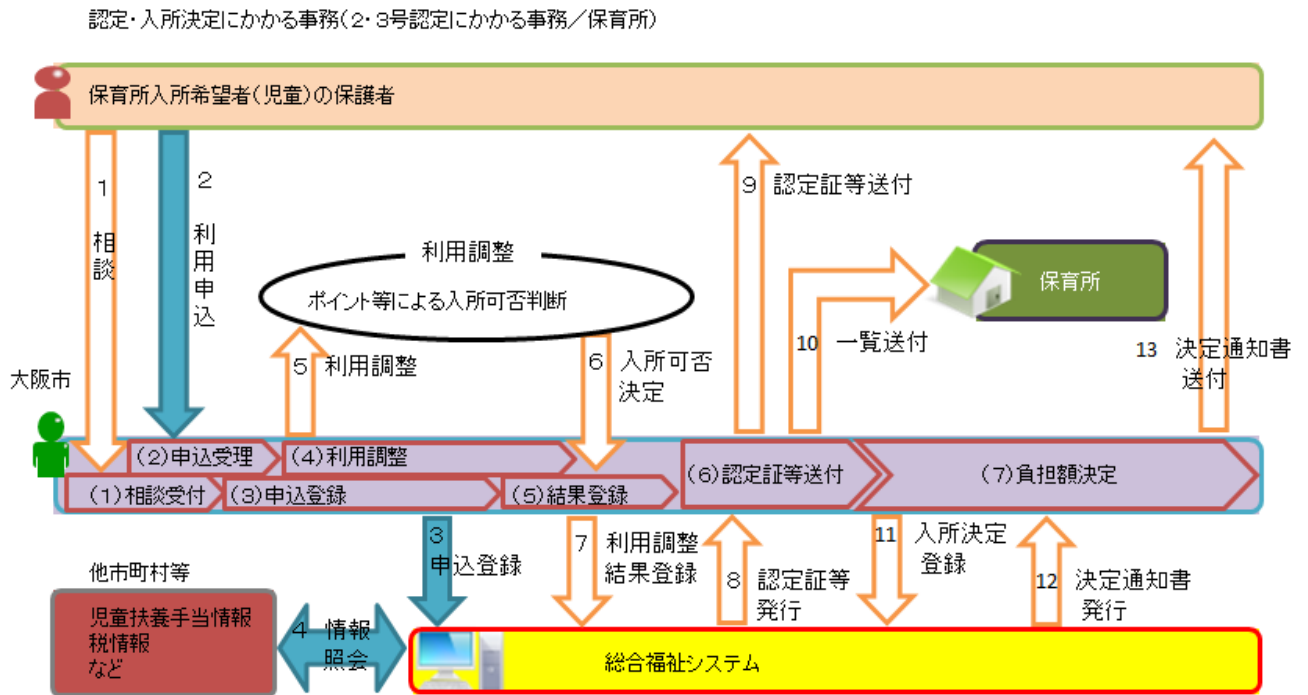 認定・入所決定にかかる事務(2・3号認定にかかる事務/保育所)
保育所入所希望者(児童)の保護者
1
相
談
2
利
用
申
込
利用調整
ポイント等による入所可否判断
5 利用調整
6 入所可否
決定
9 認定証等送付
10 一覧送付
保育所
13 決定通知書
送付
大阪市
(2)申込受理
(4)利用調整
(1)相談受付
(3)申込登録
(5)結果登録
(6)認定証等送付
(7)負担額決定
3
申込登録
7 利用調整
結果登録
8 認定証等
発行
11 入所決定
登録
12 決定通知書
発行
他市町村等
児童扶養手当情報
税情報
など
4 情報
照会
総合福祉システム